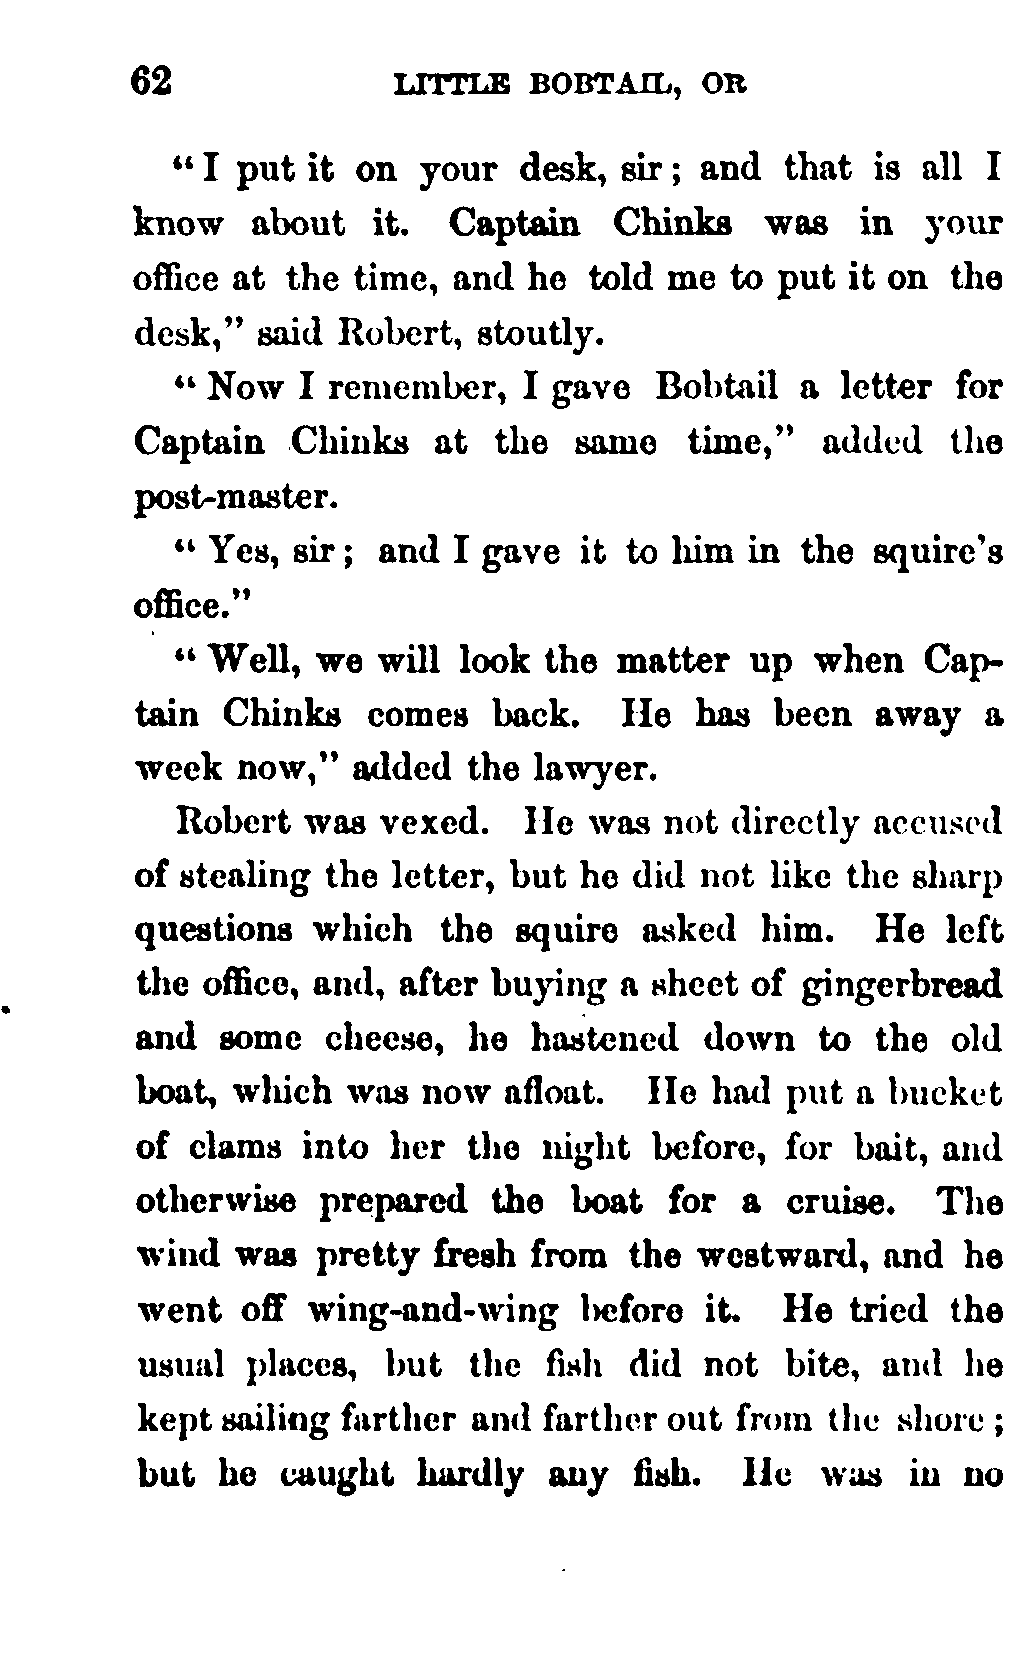 62 LITTLE BOBTAIL, OR
"I put it on your desk, sir; and that is all I
know about it. Captain Chinks was in your
office at the time, and he told me to put it on the
desk," said Robert, stoutly.
"Now I remember, I gave Bobtail a letter for
Captain Chinks at the same time," added the
post-master.
"Yes, sir; and I gave it to him in the squire's
office."
"Well, we will look the matter up when Cap-
tain Chinks comes back. He has been away a
week now," added the lawyer.
Robert was vexed. He was not directly accused
of stealing the letter, but he did not like the sharp
questions which the squire asked him. He left
the office, and, after buying a sheet of gingerbread
and some cheese, he hastened down to the old
boat, which was now afloat. He had put a bucket
of clams into her the night before, for bait, and
otherwise prepared the boat for a cruise. The
wind was pretty fresh from the westward, and he
went off wing-and-wing before it. He tried the
usual places, but the fish did not bite, and he
kept sailing farther and farther out from the shore;
but he caught hardly any fish. He was in no